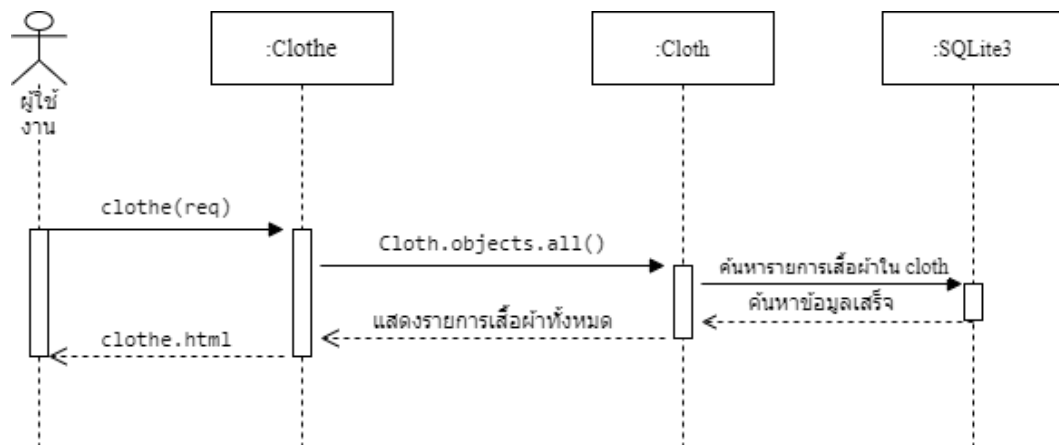 :Clothe
:Cloth
:SQLite3
ผู้ใช้
งาน
clothe(req)
Cloth.objects.all()
ค้นหารายการเสื้อผ้าใน cloth
ค้นหาข้อมูลเสร็จ
แสดงรายการเสื้อผ้าทั้งหมด
clothe.html